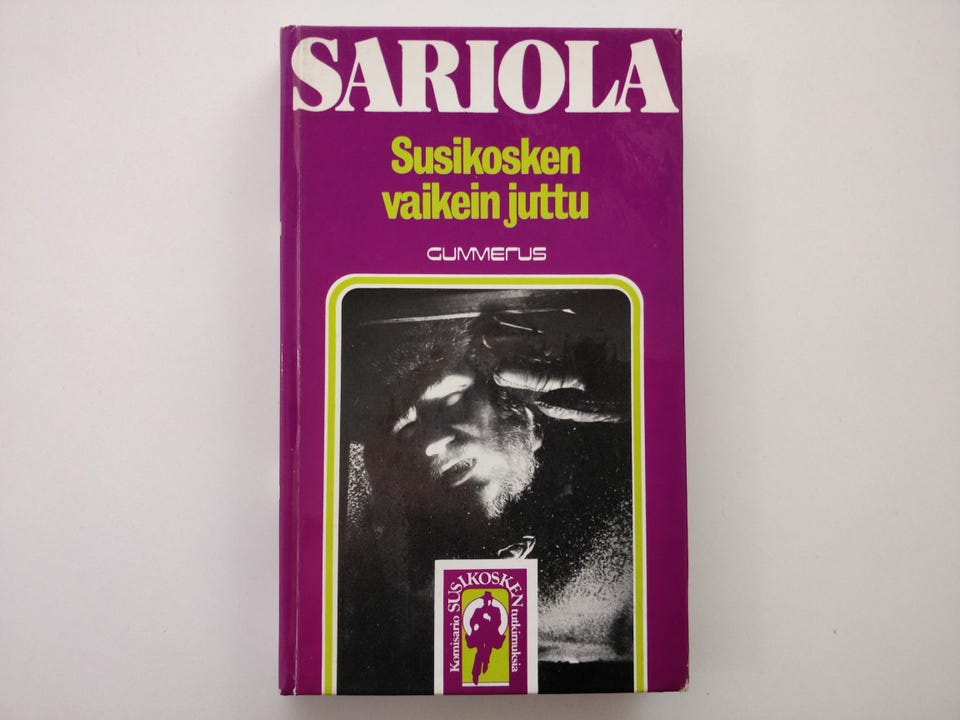 SARIOLA
Susikosken
vaikein juttu
GUMMERUS
Komisario SUSIKOSKEN tutkimuksia